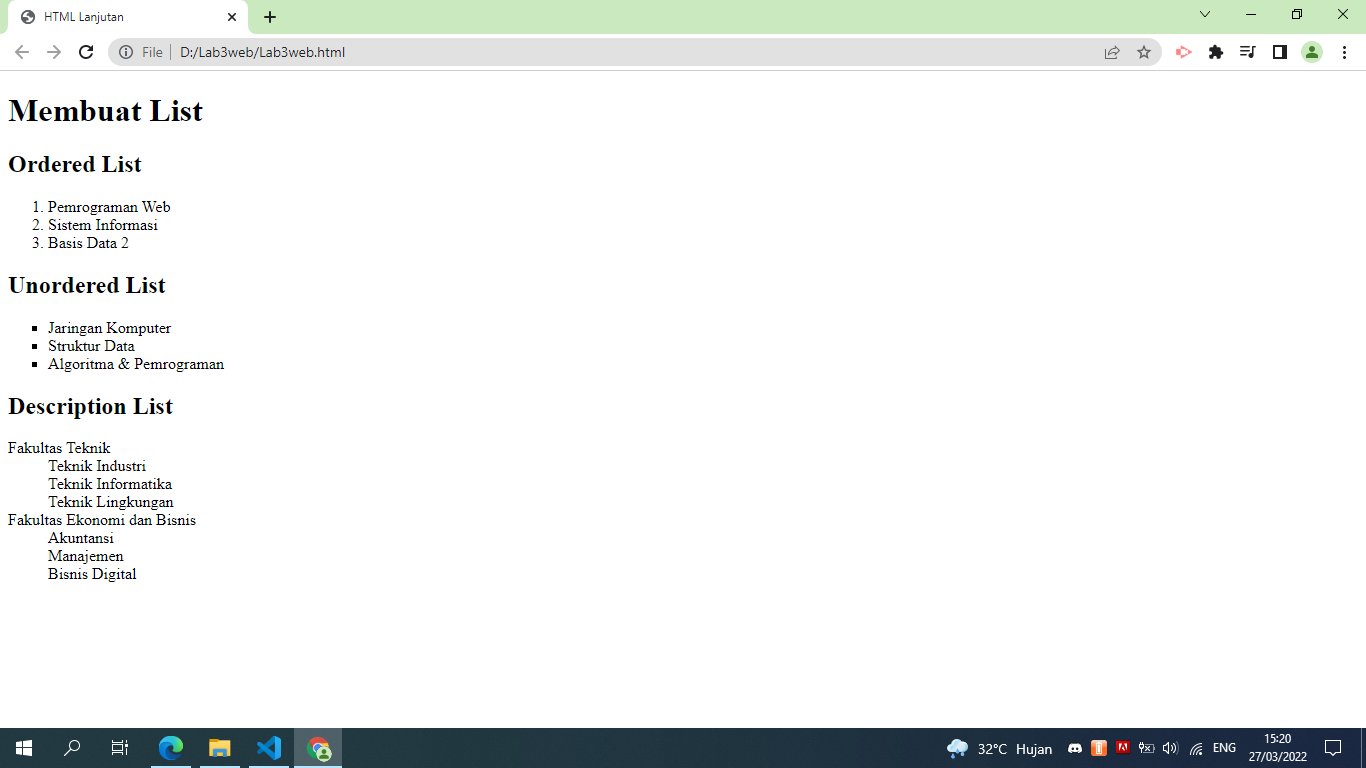 HTML Lanjutan
File
D:/Lab3web/Lab3web.html
Membuat List
Ordered List
1. Pemrograman Web
2. Sistem Informasi
3. Basis Data 2
Unordered List
▪ Jaringan Komputer
▪ Struktur Data
▪ Algoritma & Pemrograman
Description List
Fakultas Teknik
Teknik Industri
Teknik Informatika
Teknik Lingkungan
Fakultas Ekonomi dan Bisnis
Akuntansi
Manajemen
Bisnis Digital
32°C Hujan
ENG
15:20
27/03/2022